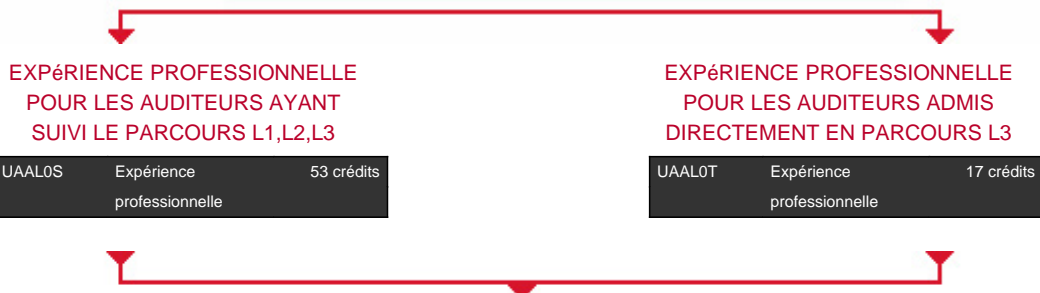 EXPéRIENCE PROFESSIONNELLE
POUR LES AUDITEURS AYANT
SUIVI LE PARCOURS L1,L2,L3
UAAL0S Expérience 53 crédits
professionnelle
EXPéRIENCE PROFESSIONNELLE
POUR LES AUDITEURS ADMIS
DIRECTEMENT EN PARCOURS L3
UAAL0T Expérience 17 crédits
professionnelle